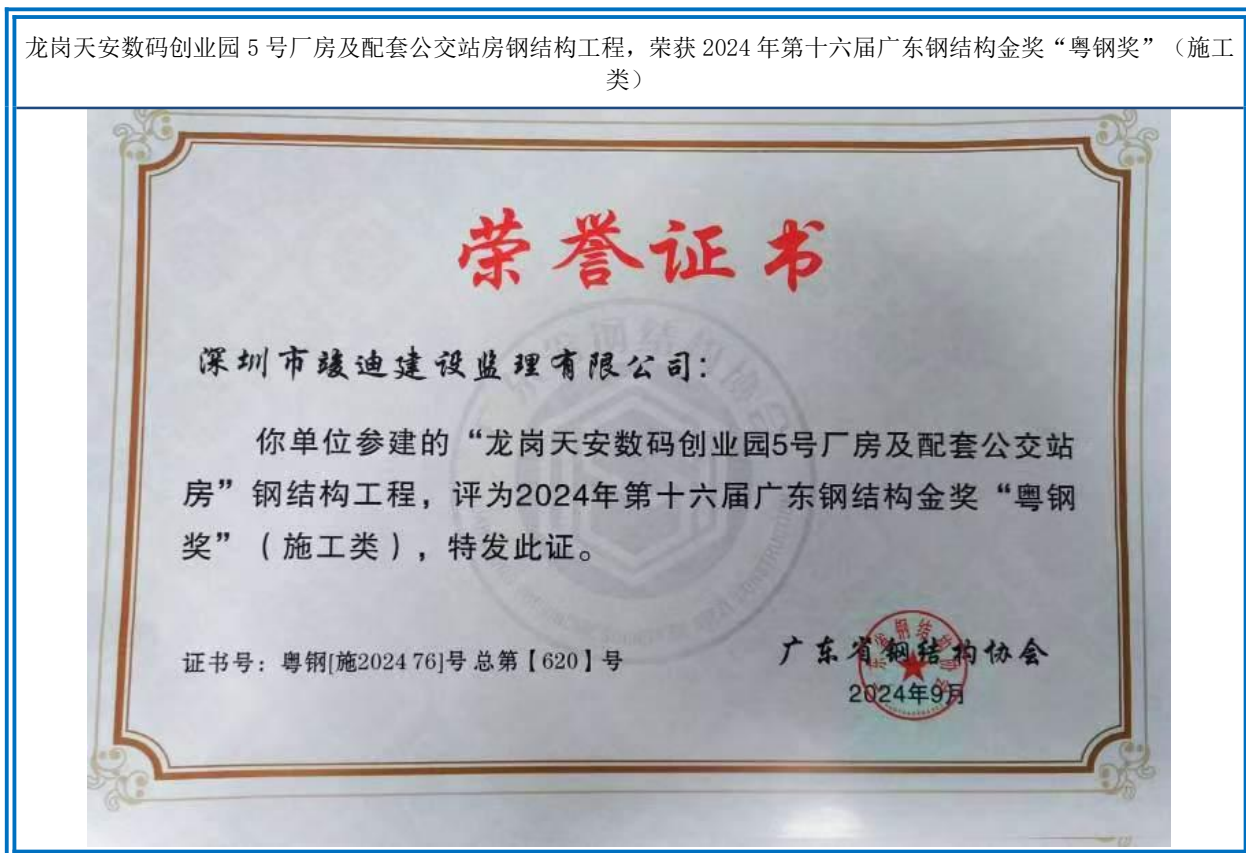 龙岗天安数码创业园 5 号厂房及配套公交站房钢结构工程，荣获 2024 年第十六届广东钢结构金奖“粤钢奖”（施工
类）
荣誉证书
深圳市竣迪建设监理有限公司：
你单位参建的“龙岗天安数码创业园5号厂房及配套公交站
房”钢结构工程，评为2024年第十六届广东钢结构金奖“粤钢
奖”（施工类），特发此证。
证书号：粤钢[施2024 76]号 总第【620】号
广东省钢结构协会
2024年9月